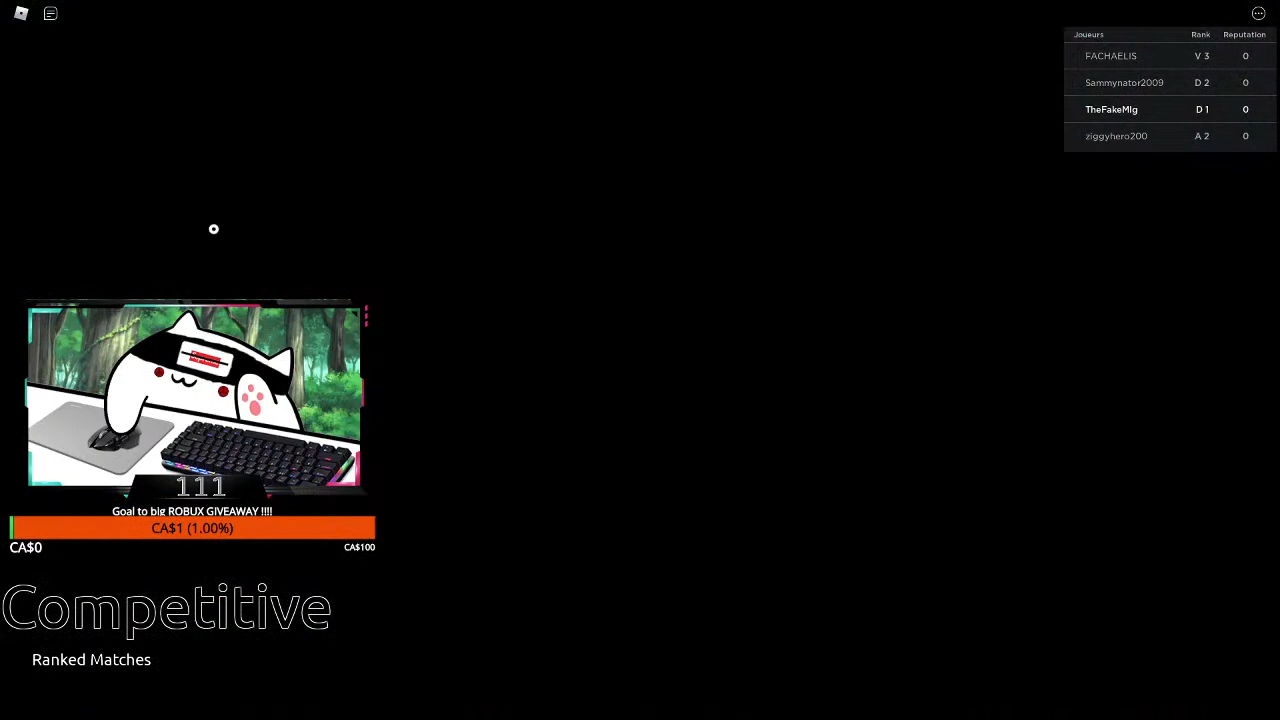 Joueurs Rank Reputation
FACHAELIS V 3 0
Sammynator2009 D 2 0
TheFakeMlg D 1 0
ziggyhero200 A 2 0
111
Goal to big ROBUX GIVEAWAY !!!!
CA$1 (1.00%)
CA$0 CA$100
Competitive
Ranked Matches